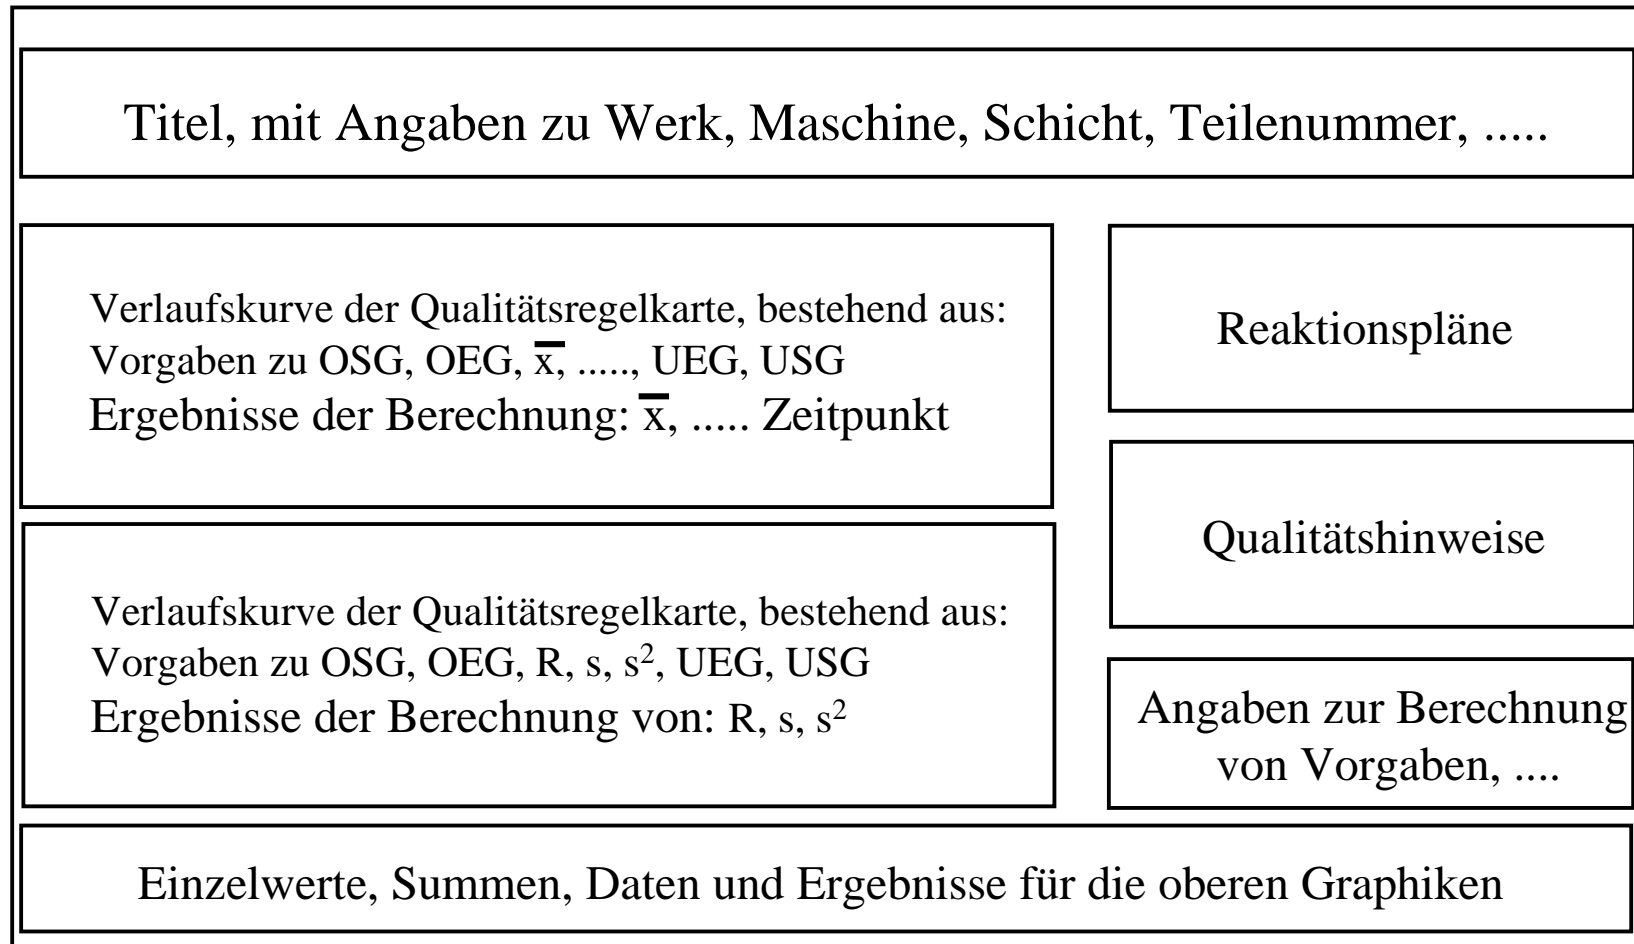 Titel, mit Angaben zu Werk, Maschine, Schicht, Teilenummer, .....
Verlaufskurve der Qualitätsregelkarte, bestehend aus:
Vorgaben zu OSG, OEG, x̅, ....., UEG, USG
Ergebnisse der Berechnung: x̅, ..... Zeitpunkt
Verlaufskurve der Qualitätsregelkarte, bestehend aus:
Vorgaben zu OSG, OEG, R, s, s², UEG, USG
Ergebnisse der Berechnung von: R, s, s²
Reaktionspläne
Qualitätshinweise
Angaben zur Berechnung
von Vorgaben, ....
Einzelwerte, Summen, Daten und Ergebnisse für die oberen Graphiken